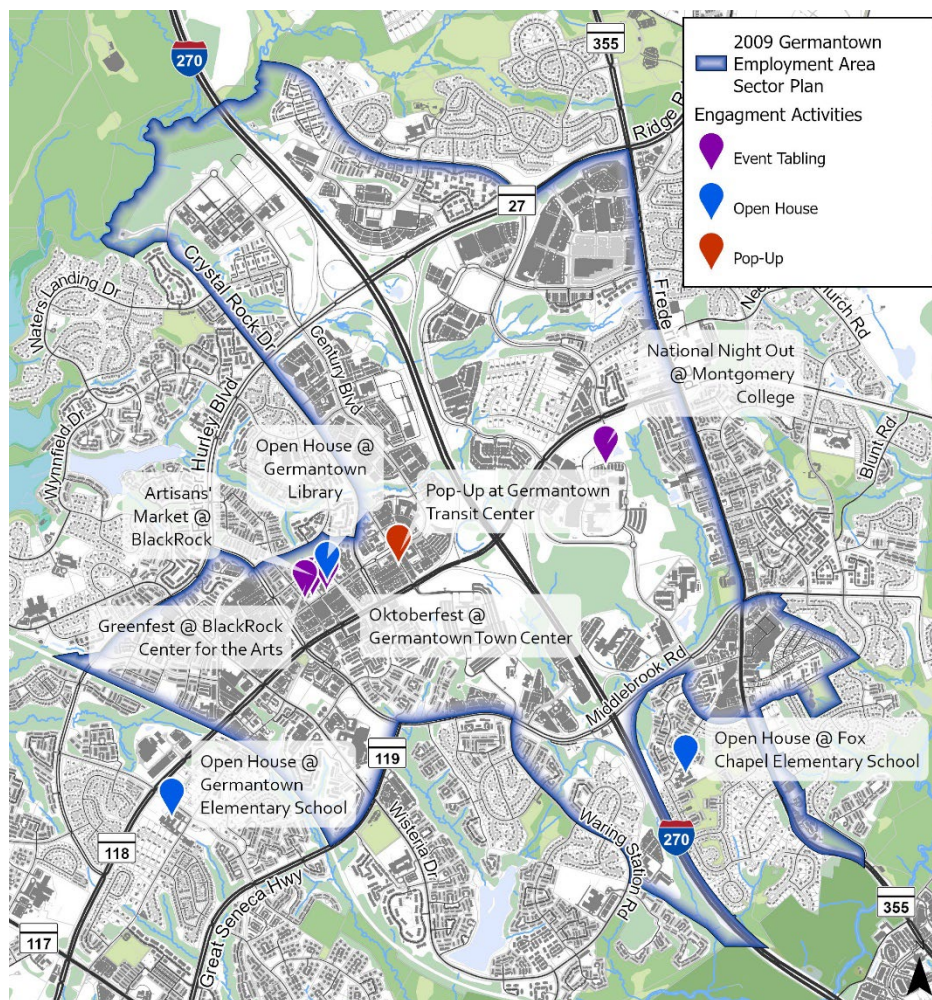 270
355
2009 Germantown
Employment Area
Sector Plan
Engagment Activities
Event Tabling
Open House
Pop-Up
Ridge
27
Crystal Rock Dr
Waters Landing Dr
Century Blvd
Frede
Church Rd
National Night Out
@ Montgomery
College
Wynnfield Dr
Hurley Blvd
Blunt Rd
Open House @
Germantown
Library
Artisans'
Market @
BlackRock
Pop-Up at Germantown
Transit Center
Greenfest @ BlackRock
Center for the Arts
Oktoberfest @
Germantown Town Center
Middlebrook Rd
Open House @ Fox
Chapel Elementary School
119
Open House @
Germantown
Elementary School
Wisteria Dr
Waring Station Rd
270
118
Great Seneca Hwy
117
355